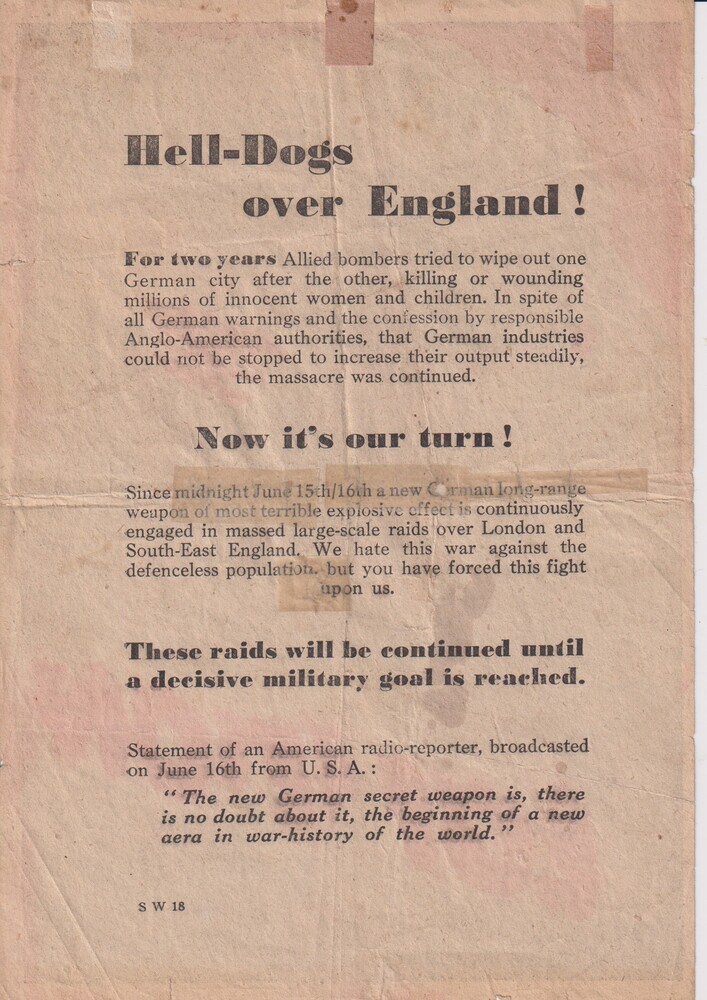 Hell-Dogs
over England !
For two years Allied bombers tried to wipe out one
German city after the other, killing or wounding
millions of innocent women and children. In spite of
all German warnings and the confession by responsible
Anglo-American authorities, that German industries
could not be stopped to increase their output steadily,
the massacre was continued.
Now it's our turn !
Since midnight June 15th/16th a new German long-range
weapon of most terrible explosive effect is continuously
engaged in massed large-scale raids over London and
South-East England. We hate this war against the
defenceless population. but you have forced this fight
upon us.
These raids will be continued until
a decisive military goal is reached.
Statement of an American radio-reporter, broadcasted
on June 16th from U. S. A. :
“ The new German secret weapon is, there
is no doubt about it, the beginning of a new
aera in war-history of the world. ”
S W 18